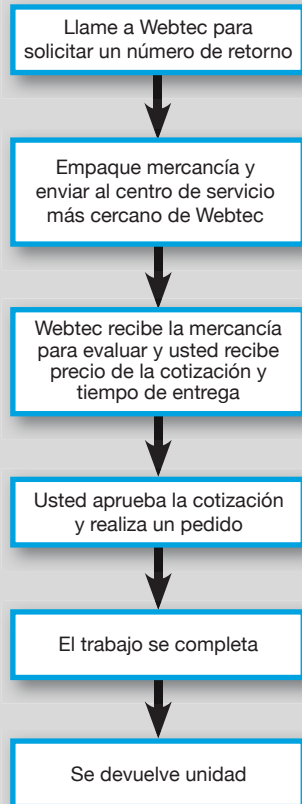 Llame a Webtec para
solicitar un número de retorno
Empaque mercancía y
enviar al centro de servicio
más cercano de Webtec
Webtec recibe la mercancía
para evaluar y usted recibe
precio de la cotización y
tiempo de entrega
Usted aprueba la cotización
y realiza un pedido
El trabajo se completa
Se devuelve unidad